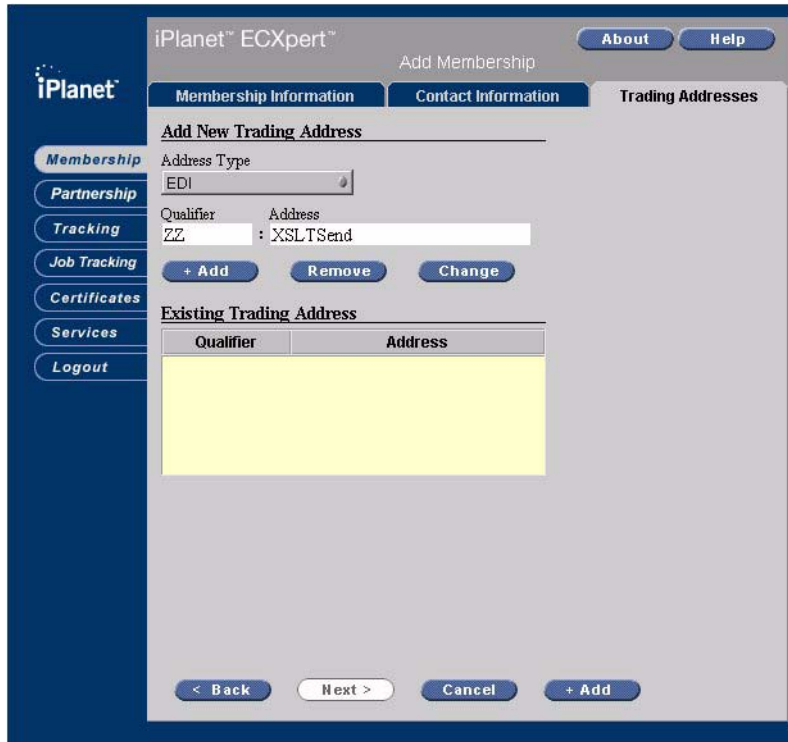 iPlanet™ ECXpert™
About
Help
Add Membership
iPlanet™
Membership Information
Contact Information
Trading Addresses
Membership
Partnership
Tracking
Job Tracking
Certificates
Services
Logout
Add New Trading Address
Address Type
EDI
Qualifier
Address
ZZ : XSLTSend
+ Add
Remove
Change
Existing Trading Address
Qualifier
Address
< Back
Next >
Cancel
+ Add